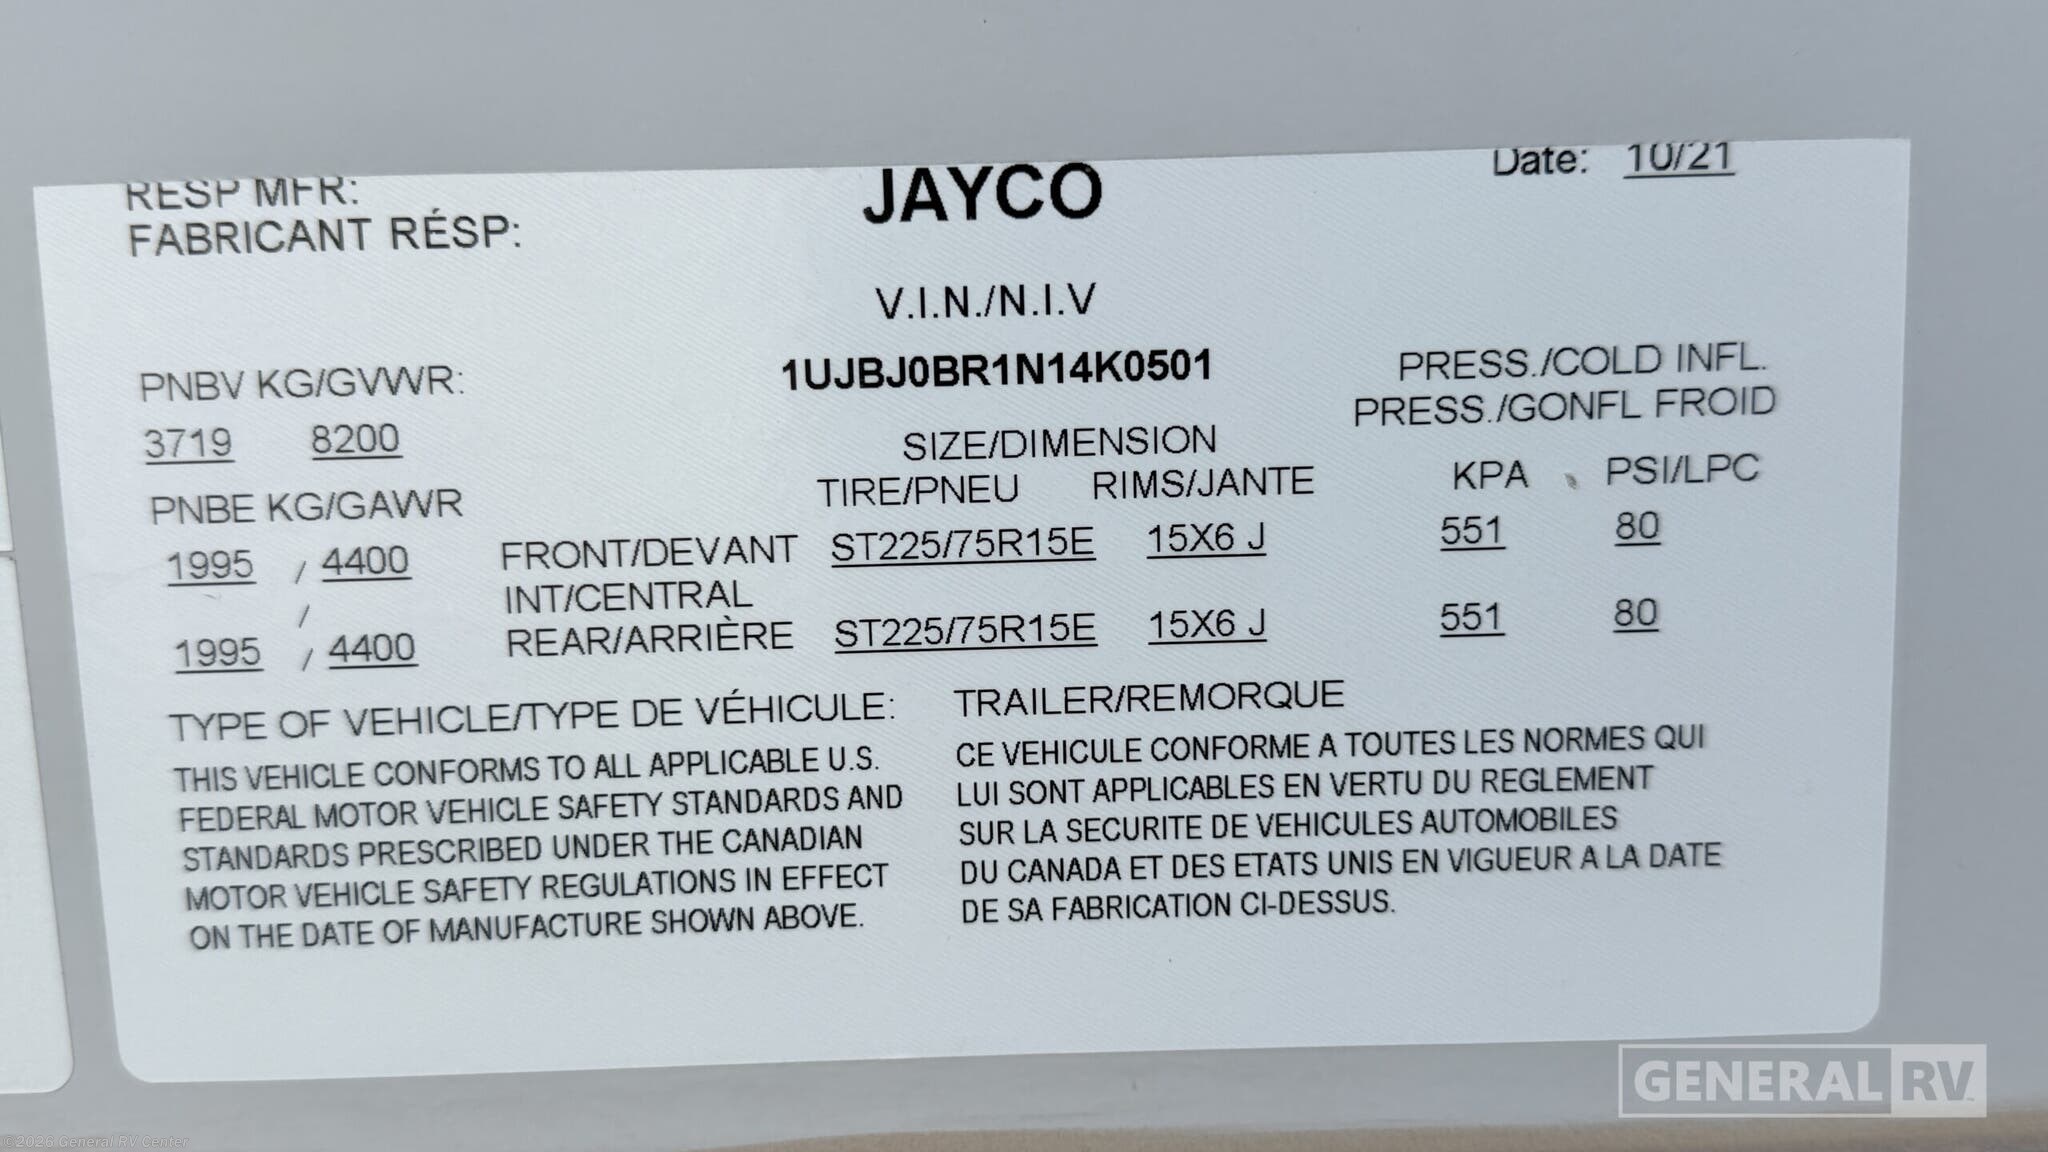 RESP MFR:
FABRICANT RÉSP:
JAYCO
Date: 10/21
V.I.N./N.I.V
1UJBJ0BR1N14K0501
PNBV KG/GVWR:
3719 8200
PRESS./COLD INFL.
PRESS./GONFL FROID
SIZE/DIMENSION
TIRE/PNEU RIMS/JANTE KPA PSI/LPC
PNBE KG/GAWR
1995 / 4400 FRONT/DEVANT ST225/75R15E 15X6 J 551 80
/ INT/CENTRAL
1995 / 4400 REAR/ARRIÈRE ST225/75R15E 15X6 J 551 80
TYPE OF VEHICLE/TYPE DE VÉHICULE: TRAILER/REMORQUE
THIS VEHICLE CONFORMS TO ALL APPLICABLE U.S.
FEDERAL MOTOR VEHICLE SAFETY STANDARDS AND
STANDARDS PRESCRIBED UNDER THE CANADIAN
MOTOR VEHICLE SAFETY REGULATIONS IN EFFECT
ON THE DATE OF MANUFACTURE SHOWN ABOVE.
CE VEHICULE CONFORME A TOUTES LES NORMES QUI
LUI SONT APPLICABLES EN VERTU DU REGLEMENT
SUR LA SECURITE DE VEHICULES AUTOMOBILES
DU CANADA ET DES ETATS UNIS EN VIGUEUR A LA DATE
DE SA FABRICATION CI-DESSUS.
GENERAL RV
©2026 General RV Center